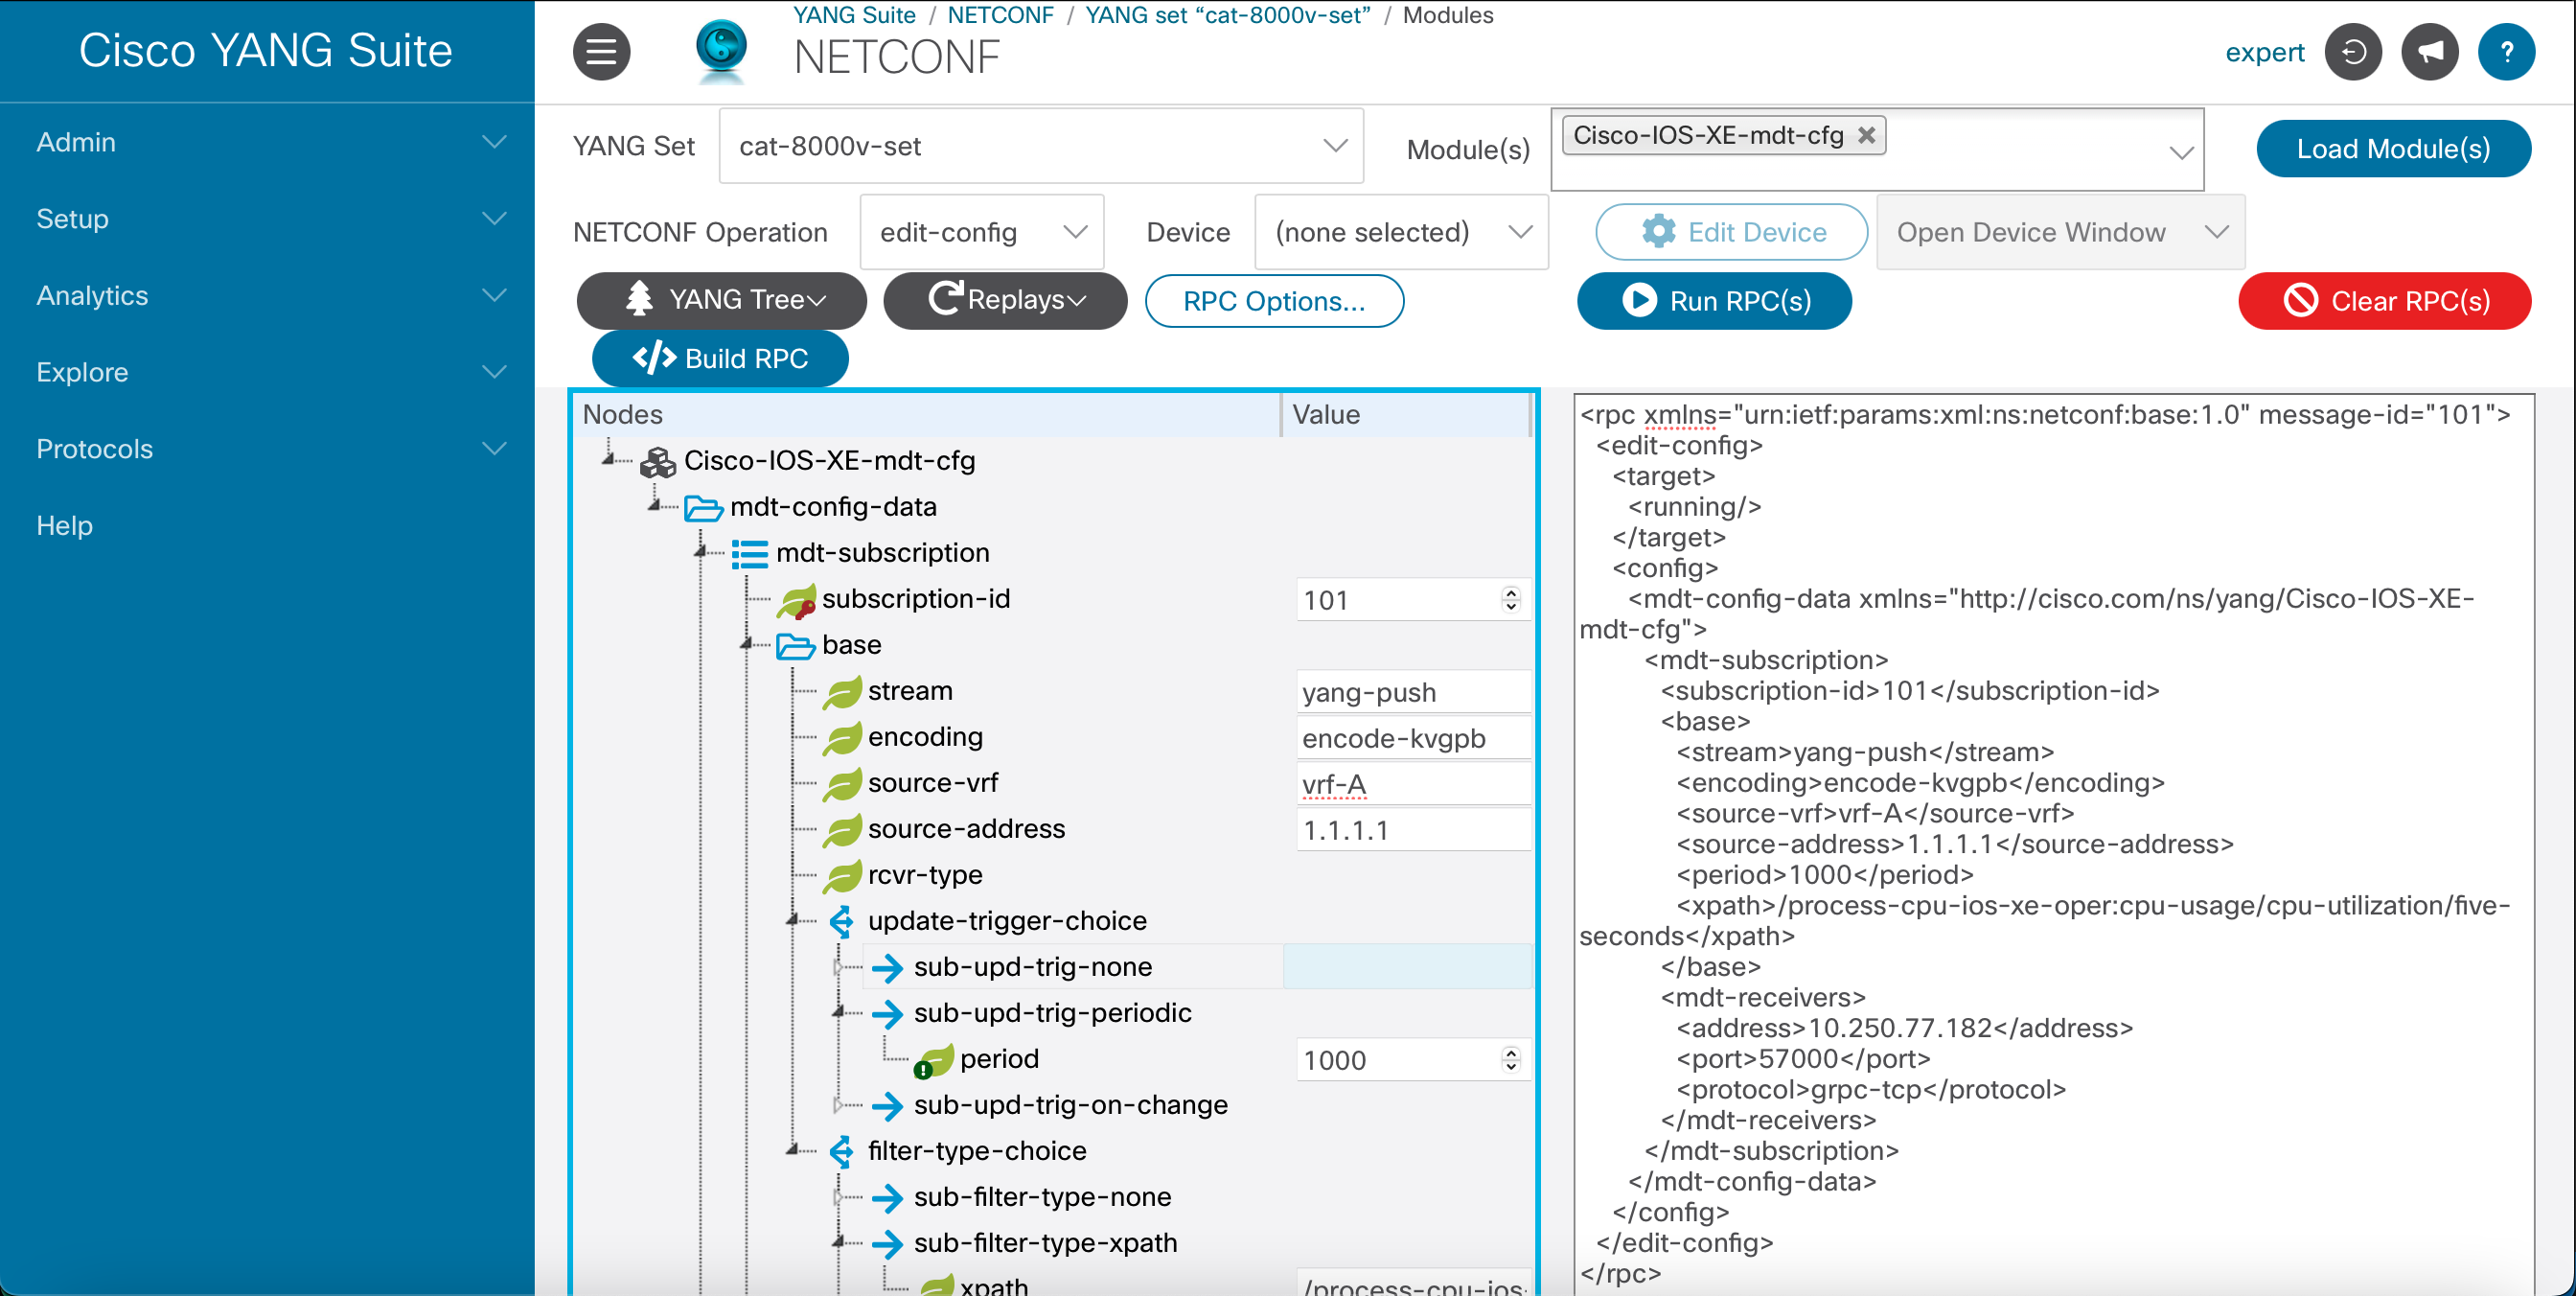 Cisco YANG Suite
Admin
Setup
Analytics
Explore
Protocols
Help
YANG Suite / NETCONF / YANG set “cat-8000v-set” / Modules
NETCONF
expert
?
YANG Set
cat-8000v-set
Module(s)
Cisco-IOS-XE-mdt-cfg
Load Module(s)
NETCONF Operation
edit-config
Device
(none selected)
Edit Device
Open Device Window
YANG Tree
Replays
RPC Options...
Run RPC(s)
Clear RPC(s)
</> Build RPC
Nodes
Value
Cisco-IOS-XE-mdt-cfg
mdt-config-data
mdt-subscription
subscription-id 101
base
stream yang-push
encoding encode-kvgpb
source-vrf vrf-A
source-address 1.1.1.1
rcvr-type
update-trigger-choice
sub-upd-trig-none
sub-upd-trig-periodic
period 1000
sub-upd-trig-on-change
filter-type-choice
sub-filter-type-none
sub-filter-type-xpath
xpath /process-cpu-ios-
<rpc xmlns="urn:ietf:params:xml:ns:netconf:base:1.0" message-id="101">
<edit-config>
<target>
<running/>
</target>
<config>
<mdt-config-data xmlns="http://cisco.com/ns/yang/Cisco-IOS-XE-
mdt-cfg">
<mdt-subscription>
<subscription-id>101</subscription-id>
<base>
<stream>yang-push</stream>
<encoding>encode-kvgpb</encoding>
<source-vrf>vrf-A</source-vrf>
<source-address>1.1.1.1</source-address>
<period>1000</period>
<xpath>/process-cpu-ios-xe-oper:cpu-usage/cpu-utilization/five-
seconds</xpath>
</base>
<mdt-receivers>
<address>10.250.77.182</address>
<port>57000</port>
<protocol>grpc-tcp</protocol>
</mdt-receivers>
</mdt-subscription>
</mdt-config-data>
</config>
</edit-config>
</rpc>